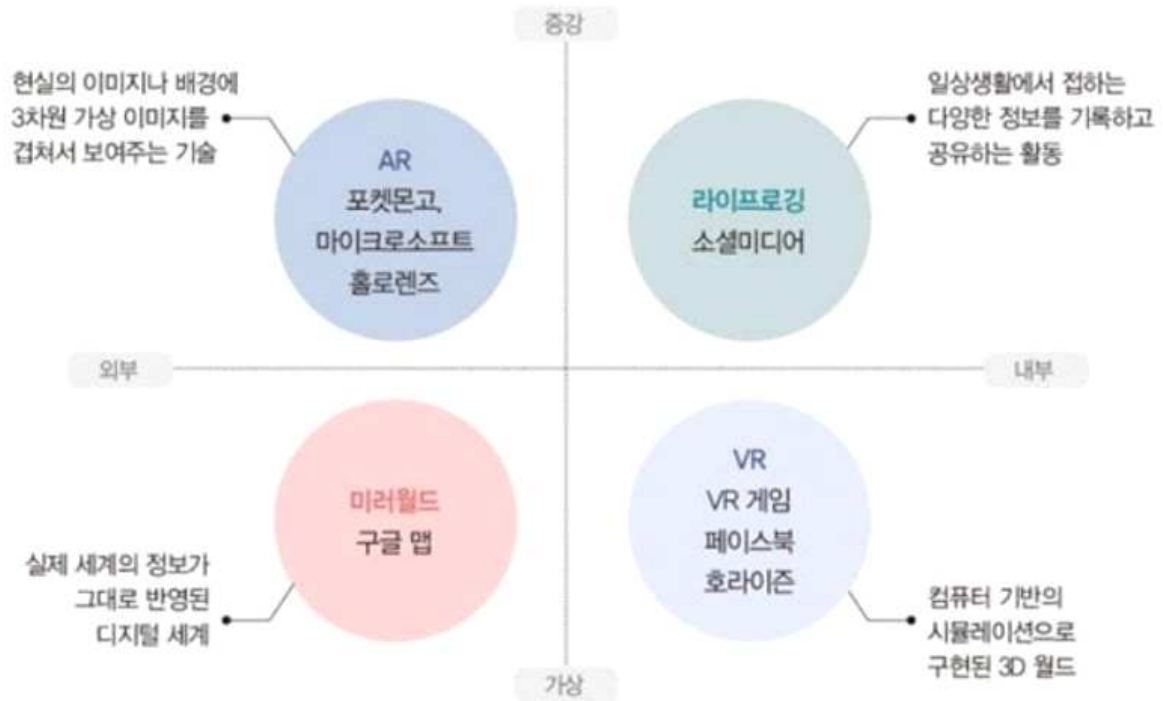 증강
현실의 이미지나 배경에
3차원 가상 이미지를
겹쳐서 보여주는 기술
AR
포켓몬고,
마이크로소프트
홀로렌즈
라이프로깅
소셜미디어
일상생활에서 접하는
다양한 정보를 기록하고
공유하는 활동
외부
내부
미러월드
구글 맵
실제 세계의 정보가
그대로 반영된
디지털 세계
VR
VR 게임
페이스북
호라이즌
컴퓨터 기반의
시뮬레이션으로
구현된 3D 월드
가상